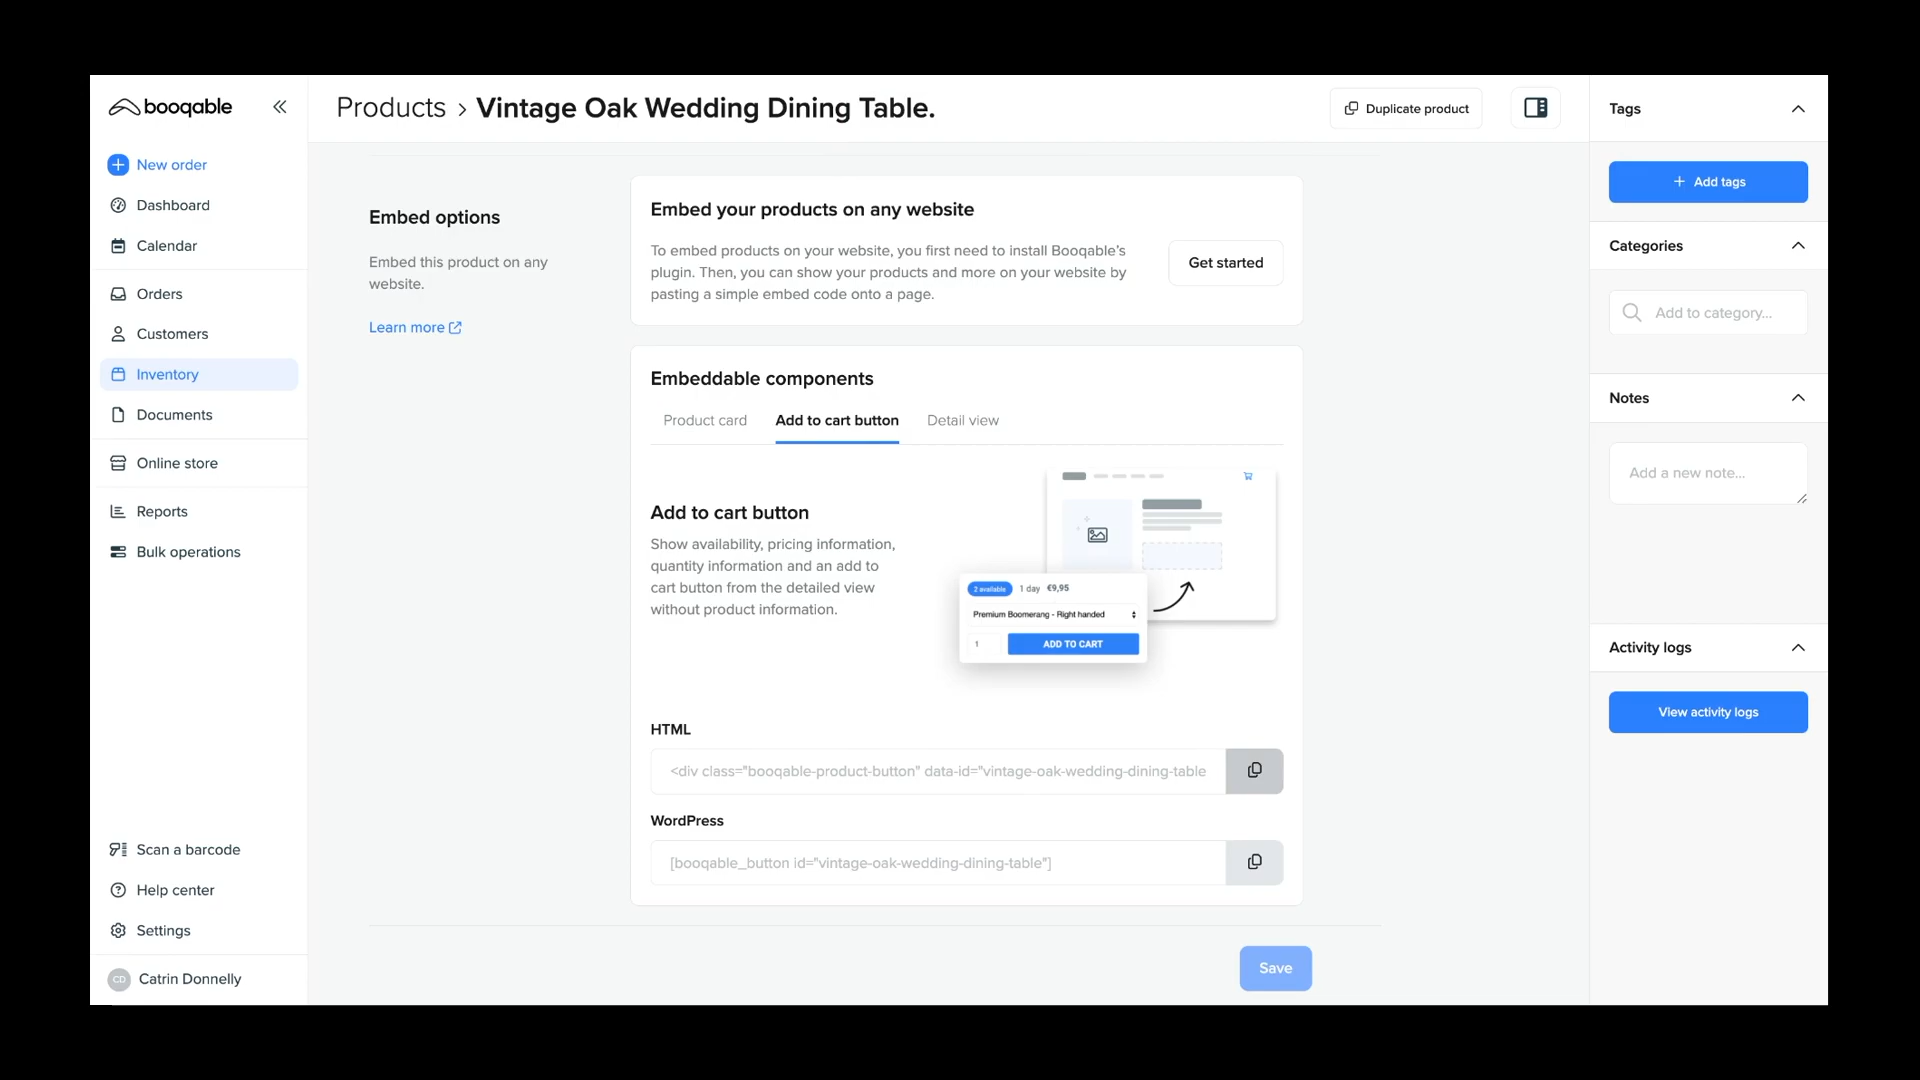 booqable
Products > Vintage Oak Wedding Dining Table.
Duplicate product
New order
Dashboard
Calendar
Orders
Customers
Inventory
Documents
Online store
Reports
Bulk operations
Scan a barcode
Help center
Settings
CD Catrin Donnelly
Embed options
Embed this product on any
website.
Learn more
Embed your products on any website
To embed products on your website, you first need to install Booqable's
plugin. Then, you can show your products and more on your website by
pasting a simple embed code onto a page.
Get started
Embeddable components
Product card Add to cart button Detail view
Add to cart button
Show availability, pricing information,
quantity information and an add to
cart button from the detailed view
without product information.
2 available 1 day €9,95
Premium Boomerang - Right handed
1 ADD TO CART
HTML
<div class="booqable-product-button" data-id="vintage-oak-wedding-dining-table
WordPress
[booqable_button id="vintage-oak-wedding-dining-table"]
Save
Tags
+ Add tags
Categories
Add to category...
Notes
Add a new note...
Activity logs
View activity logs